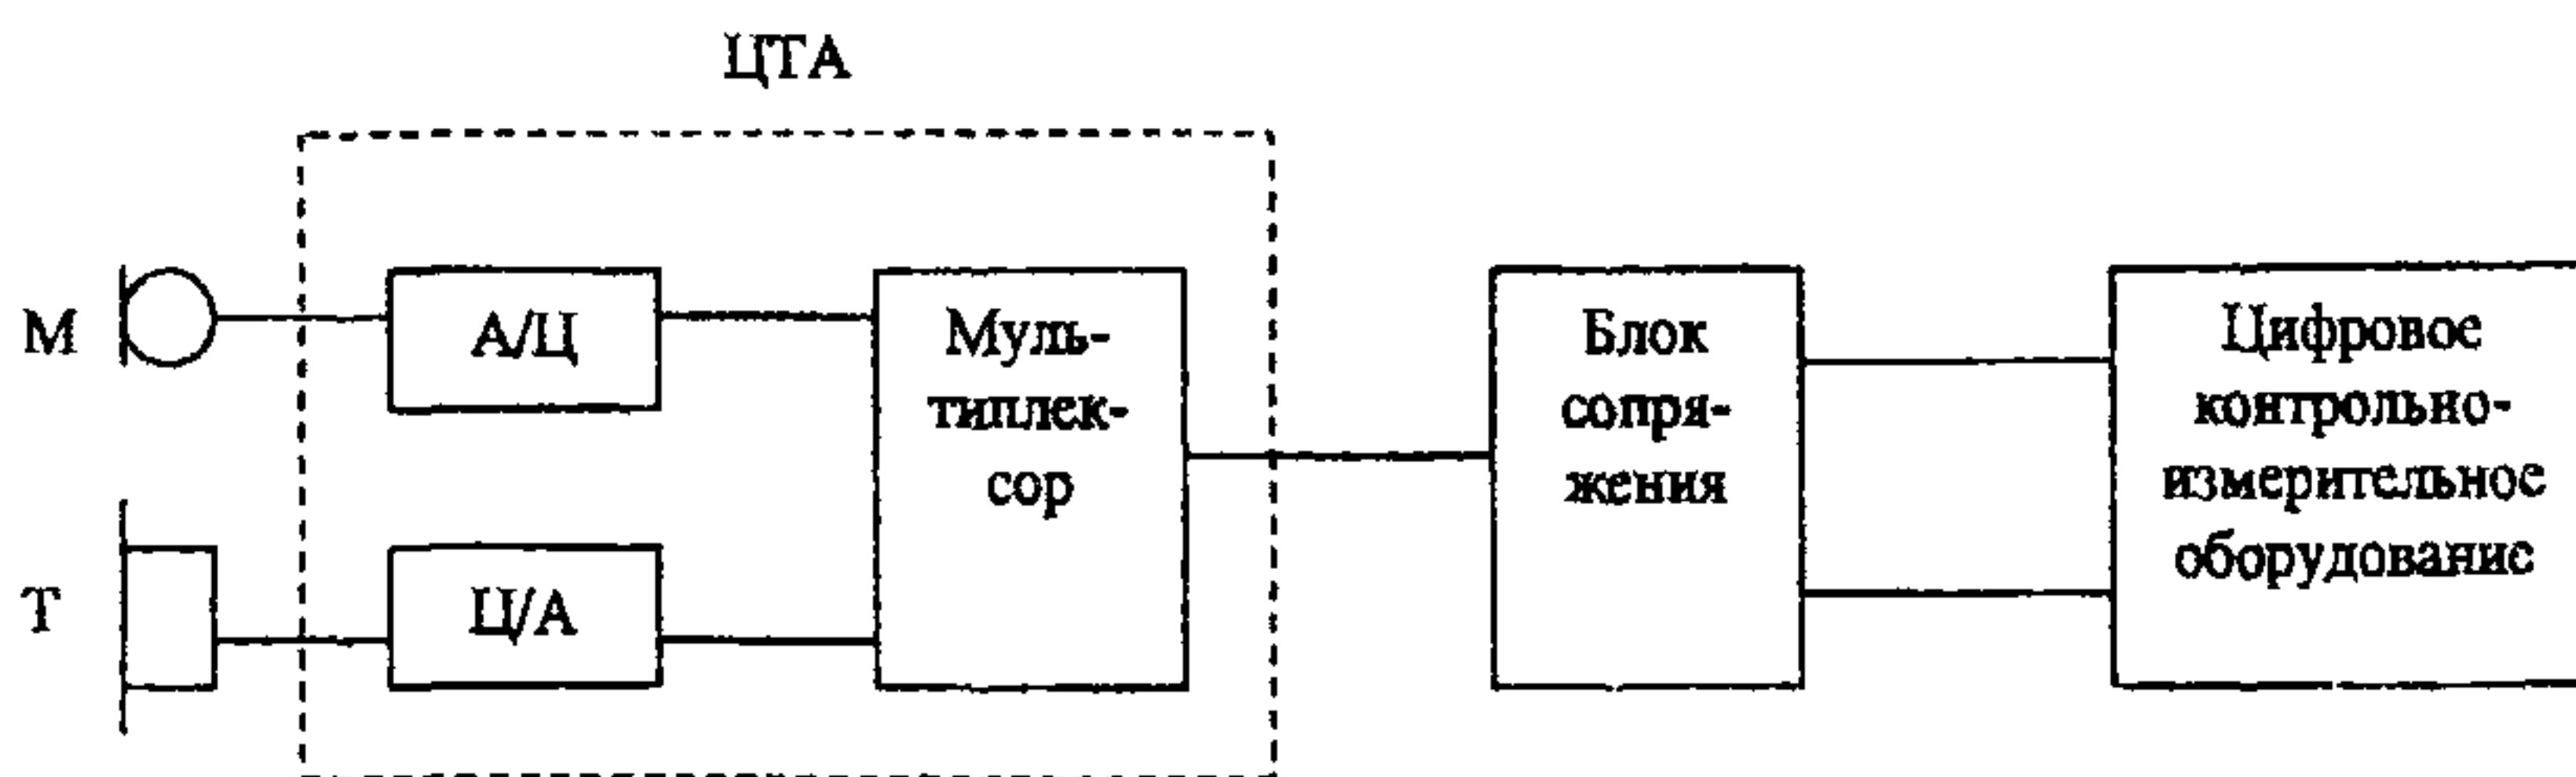 ЦТА
М
А/Ц
Т
Ц/А
Муль-
типлек-
сор
Блок
сопря-
жения
Цифровое
контрольно-
измерительное
оборудование